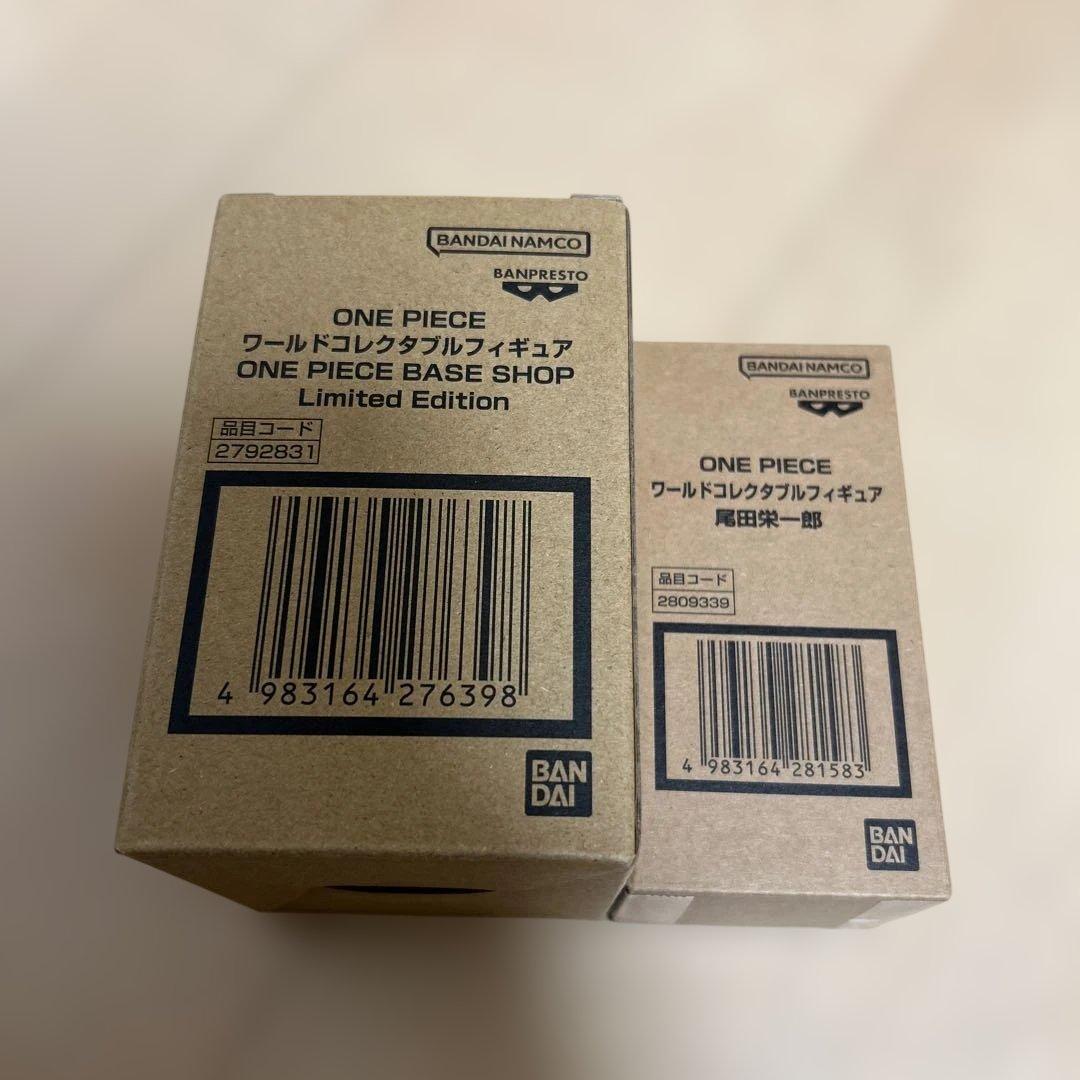 BANDAI NAMCO
BANPRESTO
ONE PIECE
ワールドコレクタブルフィギュア
ONE PIECE BASE SHOP
Limited Edition
品目コード
2792831
4 983164 276398
BAN
DAI
BANDAI NAMCO
BANPRESTO
ONE PIECE
ワールドコレクタブルフィギュア
尾田栄一郎
品目コード
2809339
4 983164 281583
BAN
DAI